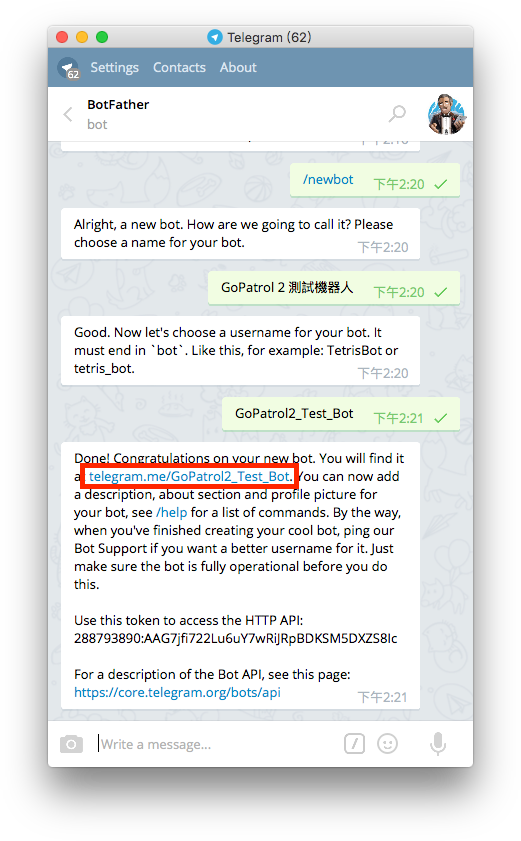 Telegram (62)
62
Settings Contacts About
BotFather
bot
/newbot
下午2:20
Alright, a new bot. How are we going to call it? Please
choose a name for your bot.
下午2:20
GoPatrol 2 測試機器人
下午2:20
Good. Now let's choose a username for your bot. It
must end in `bot`. Like this, for example: TetrisBot or
tetris_bot.
下午2:20
GoPatrol2_Test_Bot
下午2:21
Done! Congratulations on your new bot. You will find it
telegram.me/GoPatrol2_Test_Bot. You can now add
a description, about section and profile picture for
your bot, see /help for a list of commands. By the way,
when you've finished creating your cool bot, ping our
Bot Support if you want a better username for it. Just
make sure the bot is fully operational before you do
this.
Use this token to access the HTTP API:
288793890:AAG7jfi722Lu6uY7wRiJRpBDKSM5DXZS8Ic
For a description of the Bot API, see this page:
https://core.telegram.org/bots/api
下午2:21
Write a message...